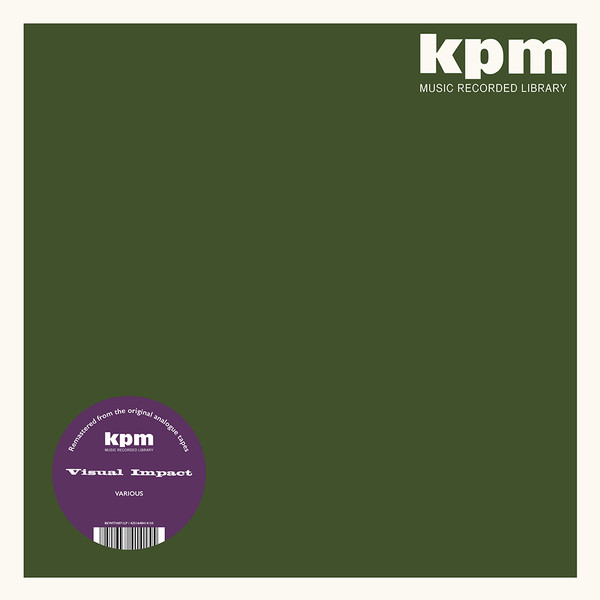 kpm
MUSIC RECORDED LIBRARY
Remastered from the original analogue tapes
kpm
MUSIC RECORDED LIBRARY
Visual Impact
VARIOUS